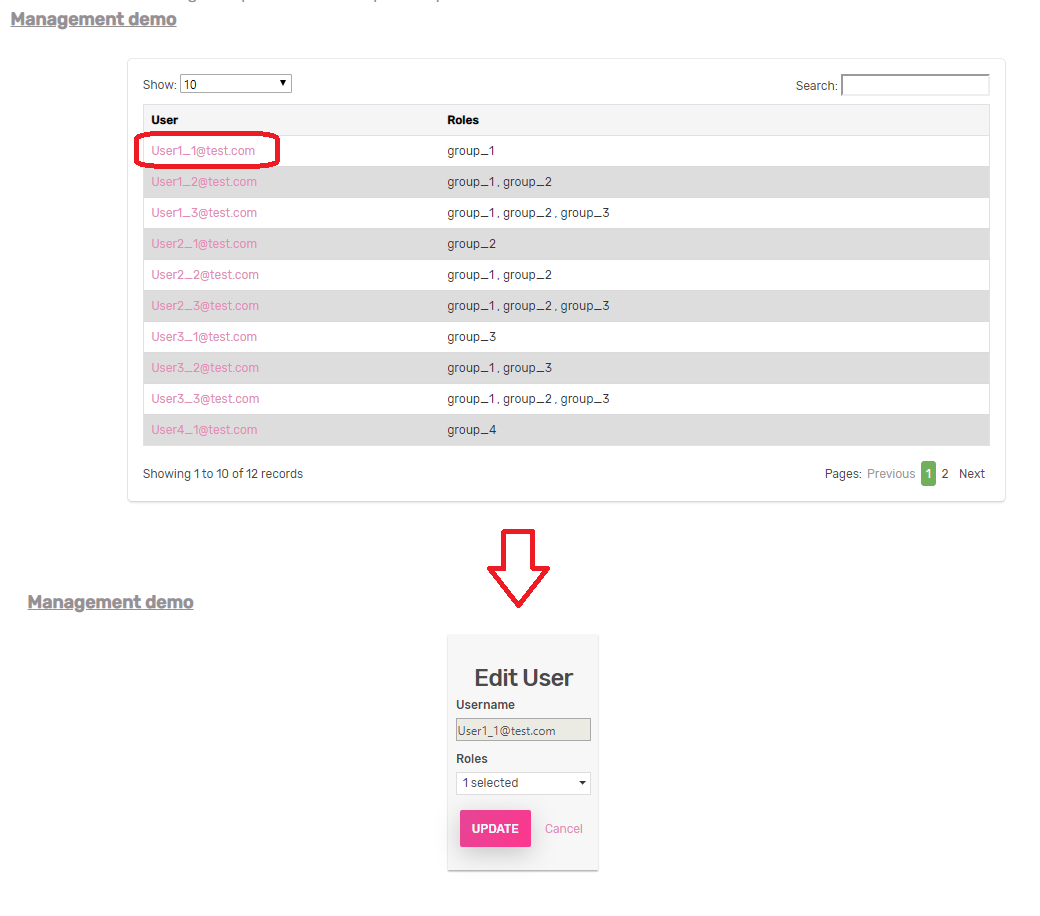 Management demo
Show: 10 Search:
User Roles
User1_1@test.com group_1
User1_2@test.com group_1 , group_2
User1_3@test.com group_1 , group_2 , group_3
User2_1@test.com group_2
User2_2@test.com group_1 , group_2
User2_3@test.com group_1 , group_2 , group_3
User3_1@test.com group_3
User3_2@test.com group_1 , group_3
User3_3@test.com group_1 , group_2 , group_3
User4_1@test.com group_4
Showing 1 to 10 of 12 records Pages: Previous 1 2 Next
Management demo
Edit User
Username
User1_1@test.com
Roles
1 selected
UPDATE Cancel